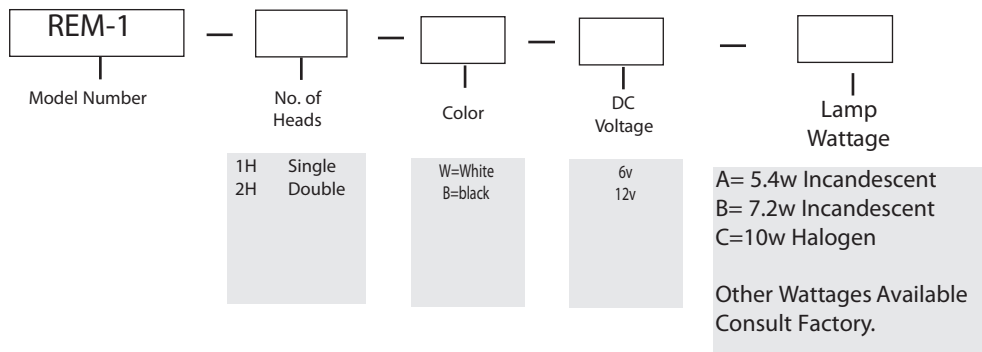 REM-1
Model Number
No. of
Heads
Color
DC
Voltage
Lamp
Wattage
1H Single
2H Double
W=White
B=black
6v
12v
A= 5.4w Incandescent
B= 7.2w Incandescent
C=10w Halogen
Other Wattages Available
Consult Factory.